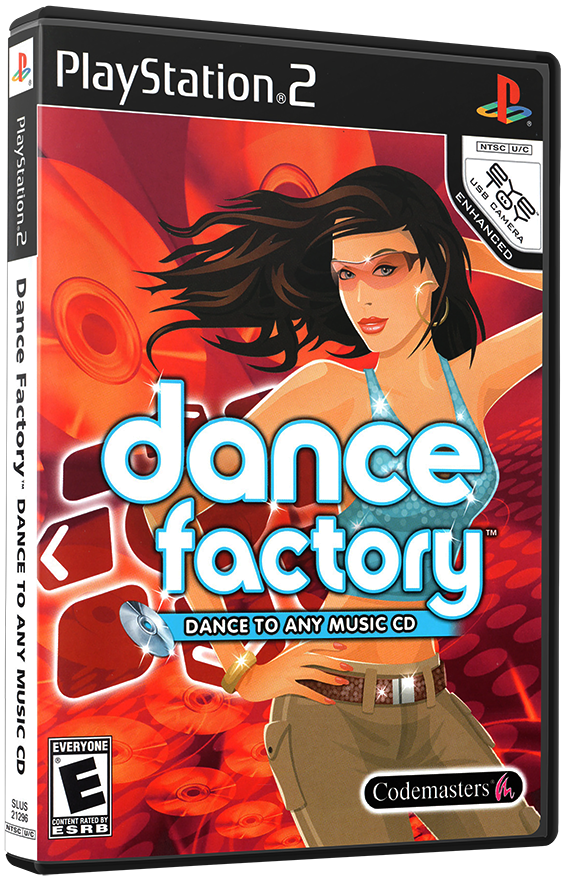 PlayStation®2
NTSC U/C
EYE
TOY™
USB CAMERA
ENHANCED
dance
factory™
DANCE TO ANY MUSIC CD
EVERYONE
E
CONTENT RATED BY
ESRB
Codemasters
PlayStation®2
Dance Factory™ DANCE TO ANY MUSIC CD
SLUS
21296
NTSC U/C